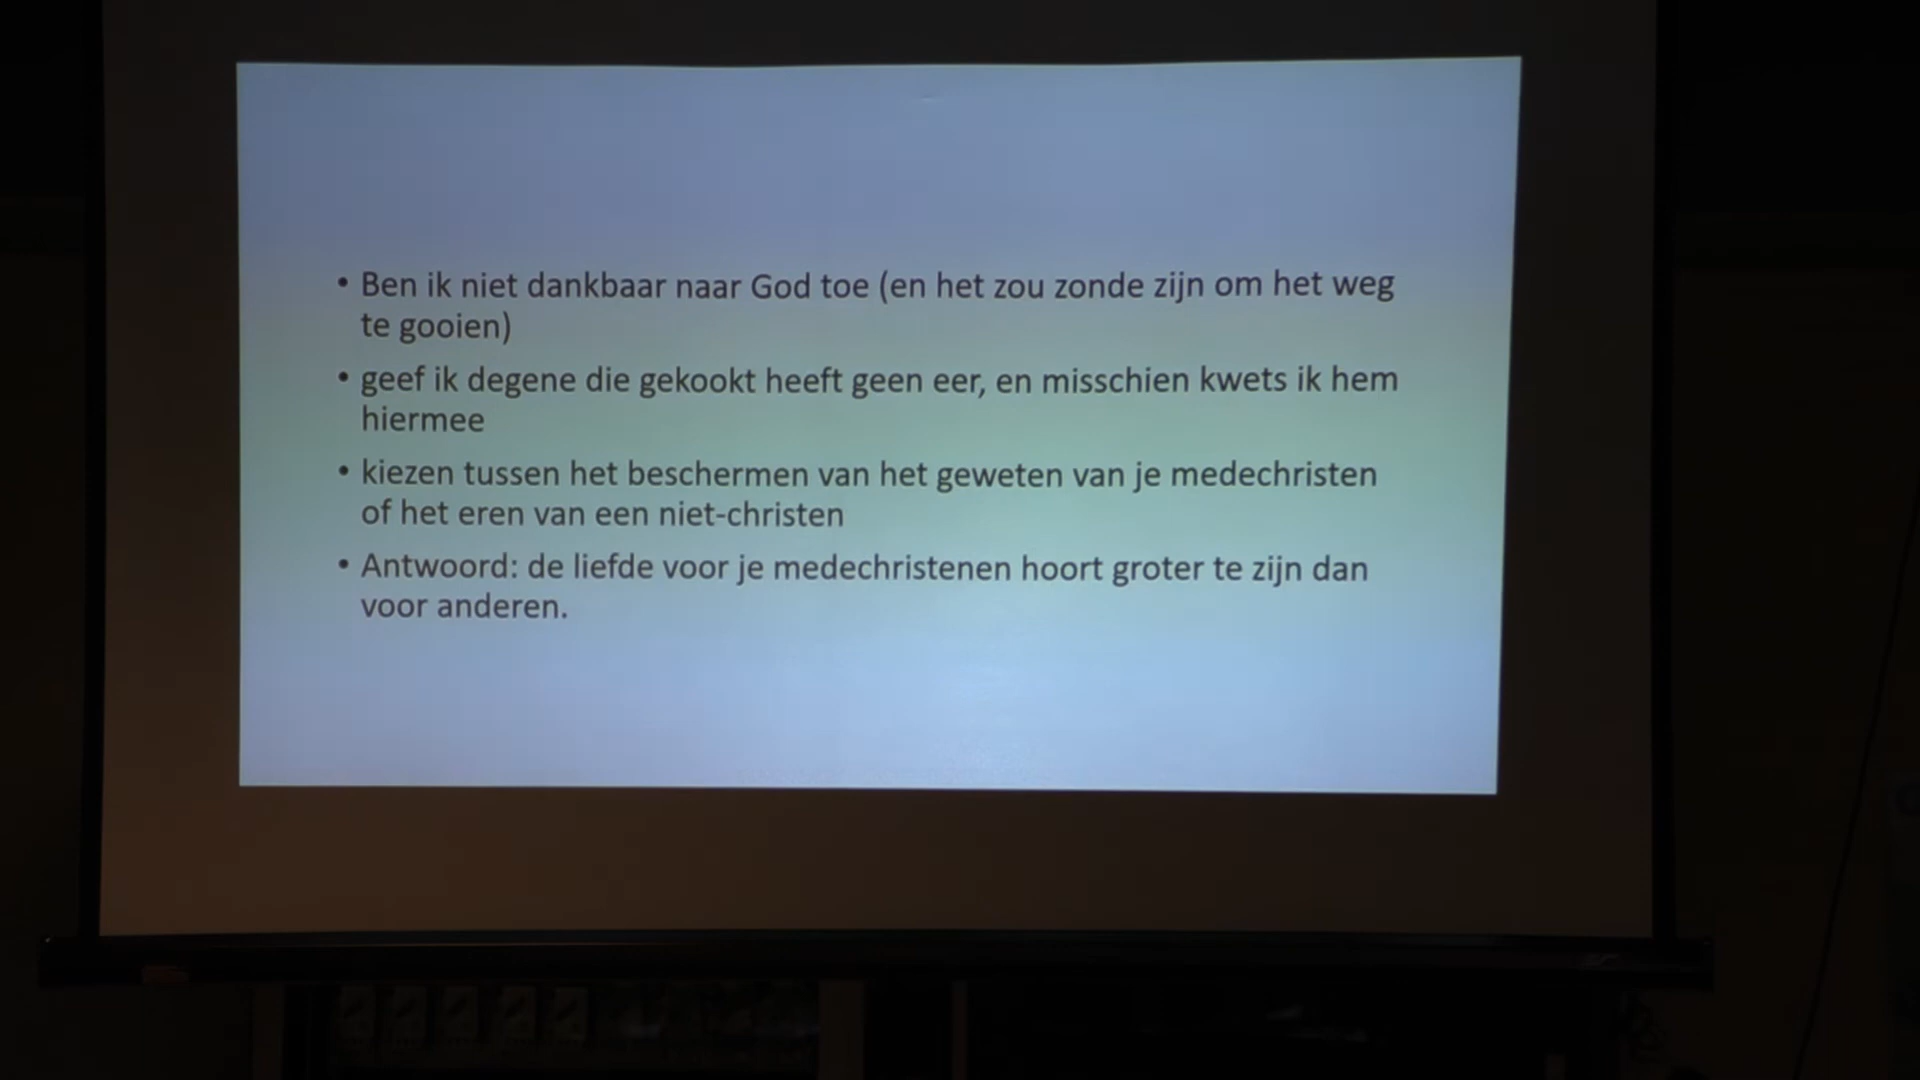 • Ben ik niet dankbaar naar God toe (en het zou zonde zijn om het weg
te gooien)
• geef ik degene die gekookt heeft geen eer, en misschien kwets ik hem
hiermee
• kiezen tussen het beschermen van het geweten van je medechristen
of het eren van een niet-christen
• Antwoord: de liefde voor je medechristenen hoort groter te zijn dan
voor anderen.